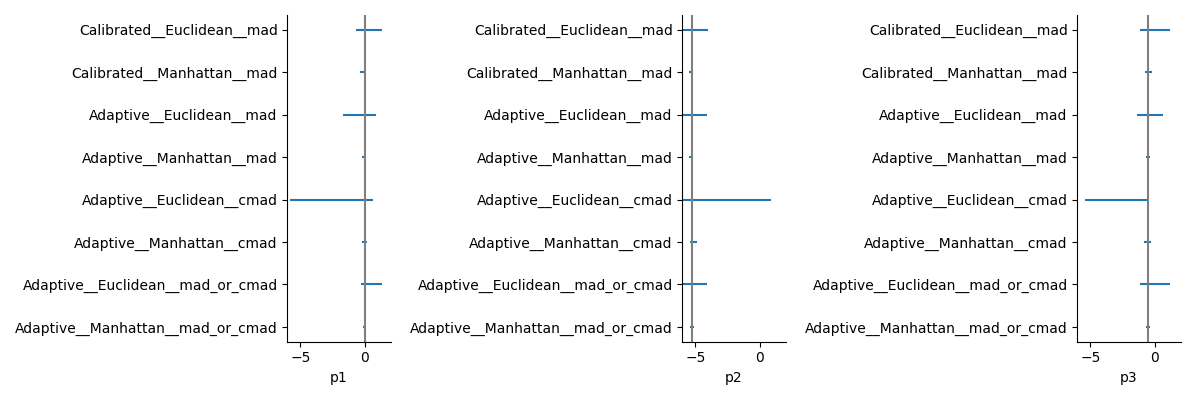 Calibrated__Euclidean__mad
Calibrated__Manhattan__mad
Adaptive__Euclidean__mad
Adaptive__Manhattan__mad
Adaptive__Euclidean__cmad
Adaptive__Manhattan__cmad
Adaptive__Euclidean__mad_or_cmad
Adaptive__Manhattan__mad_or_cmad
−5 0
p1
Calibrated__Euclidean__mad
Calibrated__Manhattan__mad
Adaptive__Euclidean__mad
Adaptive__Manhattan__mad
Adaptive__Euclidean__cmad
Adaptive__Manhattan__cmad
Adaptive__Euclidean__mad_or_cmad
Adaptive__Manhattan__mad_or_cmad
−5 0
p2
Calibrated__Euclidean__mad
Calibrated__Manhattan__mad
Adaptive__Euclidean__mad
Adaptive__Manhattan__mad
Adaptive__Euclidean__cmad
Adaptive__Manhattan__cmad
Adaptive__Euclidean__mad_or_cmad
Adaptive__Manhattan__mad_or_cmad
−5 0
p3